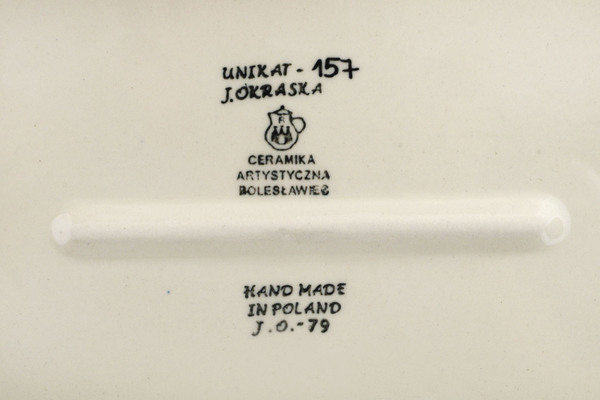 UNIKAT - 157
J.OKRASKA
CERAMIKA
ARTYSTYCZNA
BOLESŁAWIEC
HAND MADE
IN POLAND
J.O.-79